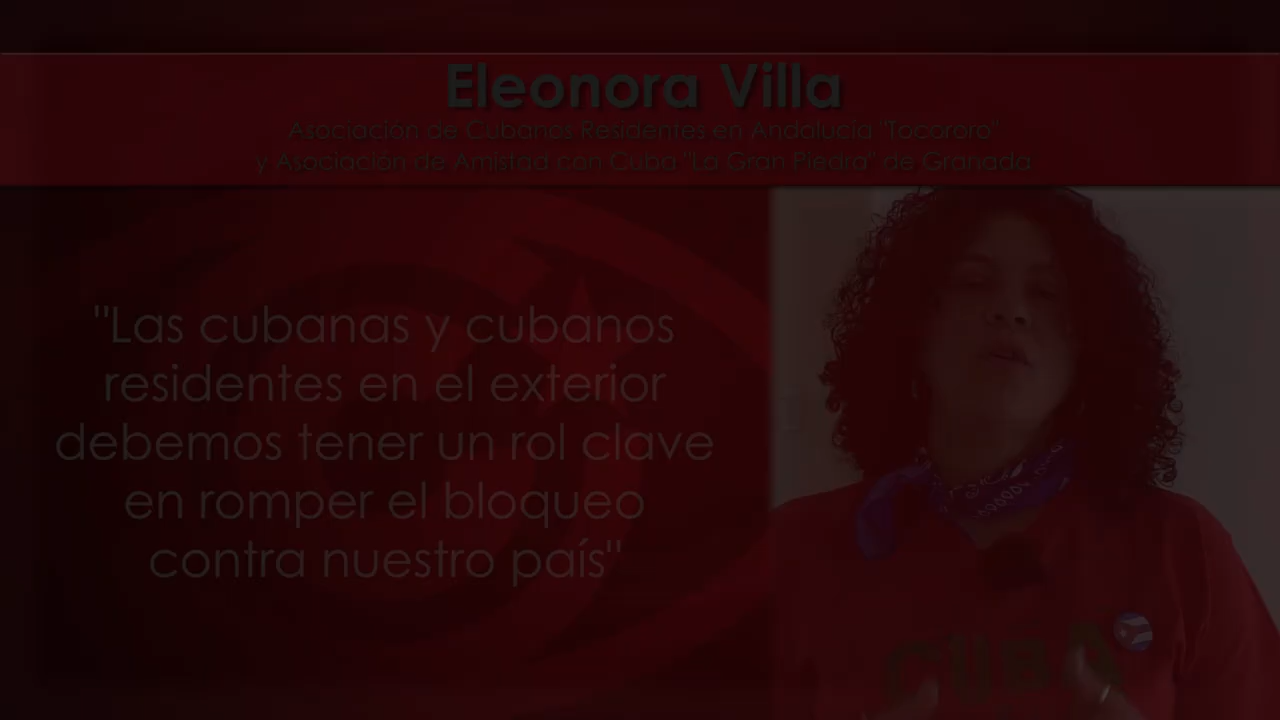 Eleonora Villa
Asociación de Cubanos Residentes en Andalucía "Tocororo"
y Asociación de Amistad con Cuba "La Gran Piedra" de Granada
"Las cubanas y cubanos
residentes en el exterior
debemos tener un rol clave
en romper el bloqueo
contra nuestro país"
CUBA